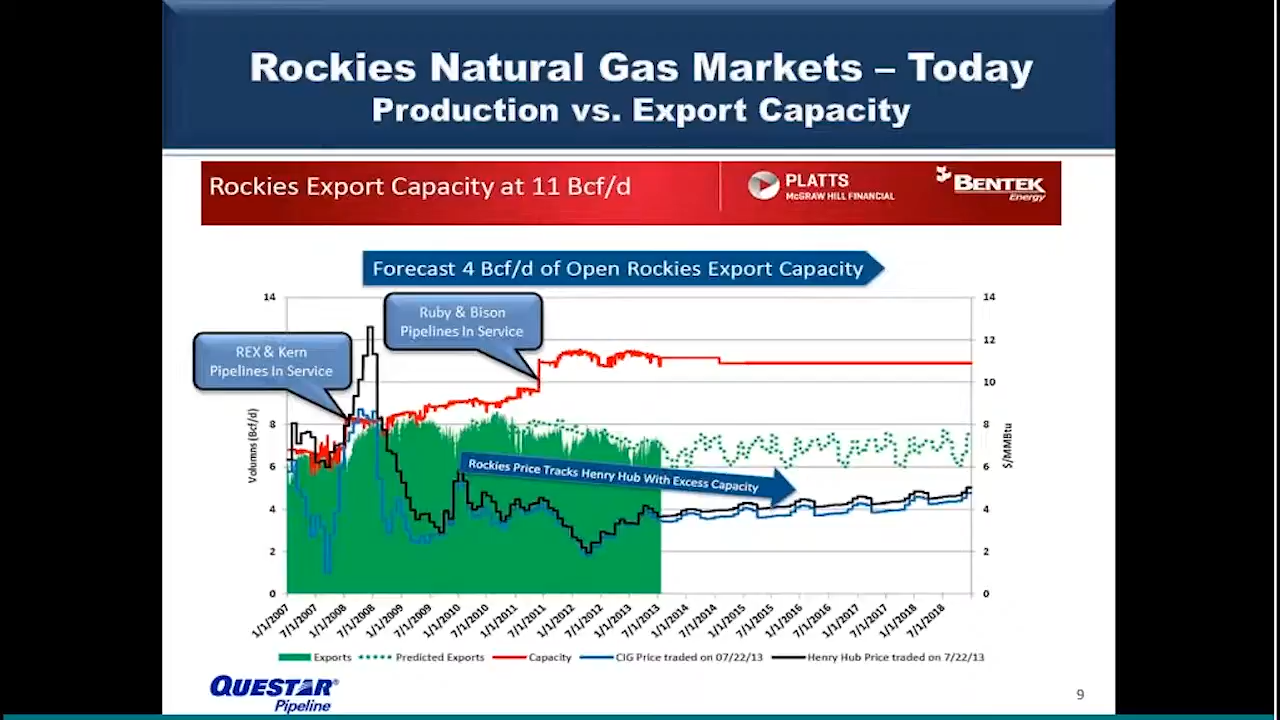 Rockies Natural Gas Markets – Today
Production vs. Export Capacity
Rockies Export Capacity at 11 Bcf/d
PLATTS
McGRAW HILL FINANCIAL
BENTEK
Energy
Forecast 4 Bcf/d of Open Rockies Export Capacity
Ruby & Bison
Pipelines In Service
REX & Kern
Pipelines In Service
Rockies Price Tracks Henry Hub With Excess Capacity
Volumes (Bcf/d)
14
8
6
4
2
0
14
12
10
8
6
4
2
0
$/MMBtu
1/1/2007 7/1/2007 1/1/2008 7/1/2008 1/1/2009 7/1/2009 1/1/2010 7/1/2010 1/1/2011 7/1/2011 1/1/2012 7/1/2012 1/1/2013 7/1/2013 1/1/2014 7/1/2014 1/1/2015 7/1/2015 1/1/2016 7/1/2016 1/1/2017 7/1/2017 1/1/2018 7/1/2018
Exports Predicted Exports Capacity CIG Price traded on 07/22/13 Henry Hub Price traded on 7/22/13
QUESTAR®
Pipeline
9